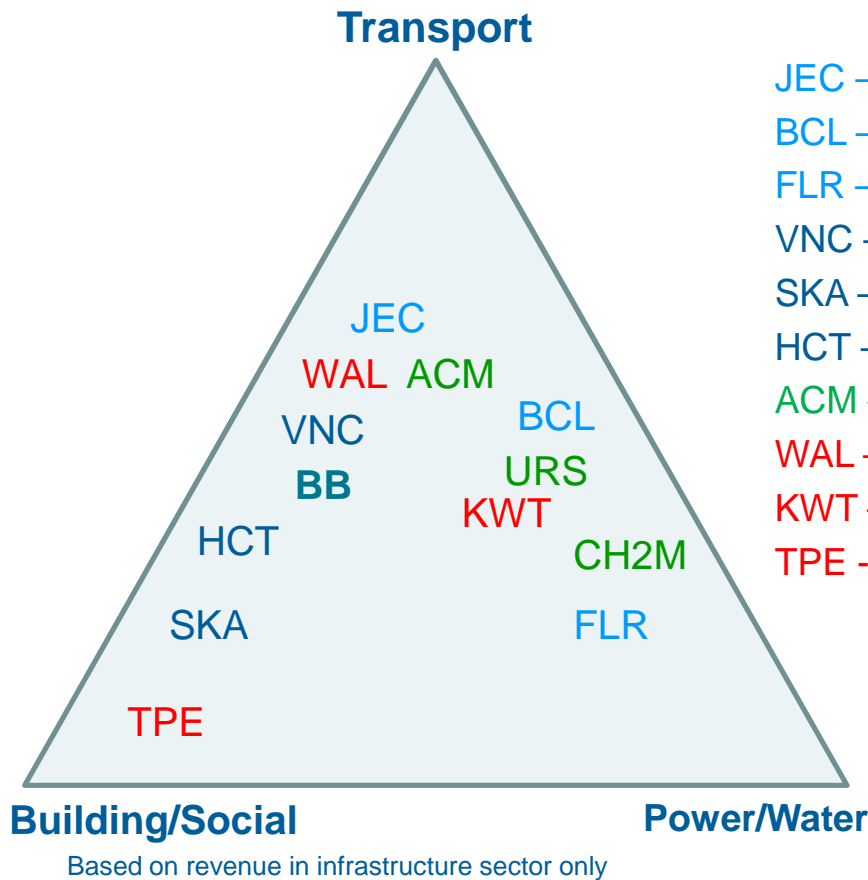 Transport
JEC
WAL ACM
VNC
BCL
BB
URS
KWT
HCT
CH2M
SKA
FLR
TPE
Building/Social
Power/Water
Based on revenue in infrastructure sector only
JEC –
BCL –
FLR –
VNC -
SKA –
HCT -
ACM -
WAL -
KWT -
TPE -